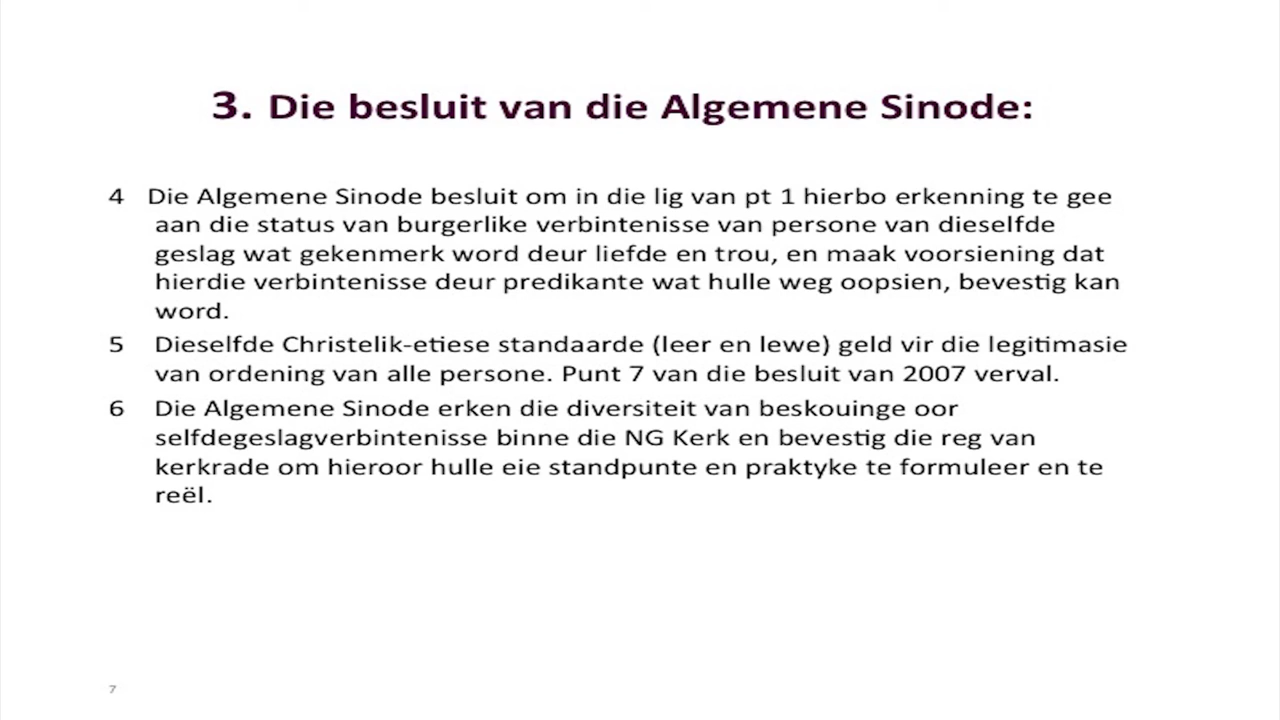 3. Die besluit van die Algemene Sinode:
4 Die Algemene Sinode besluit om in die lig van pt 1 hierbo erkenning te gee
aan die status van burgerlike verbintenisse van persone van dieselfde
geslag wat gekenmerk word deur liefde en trou, en maak voorsiening dat
hierdie verbintenisse deur predikante wat hulle weg oopsien, bevestig kan
word.
5 Dieselfde Christelik-etiese standaarde (leer en lewe) geld vir die legitimasie
van ordening van alle persone. Punt 7 van die besluit van 2007 verval.
6 Die Algemene Sinode erken die diversiteit van beskouinge oor
selfdegeslagverbintenisse binne die NG Kerk en bevestig die reg van
kerkrade om hieroor hulle eie standpunte en praktyke te formuleer en te
reël.
7